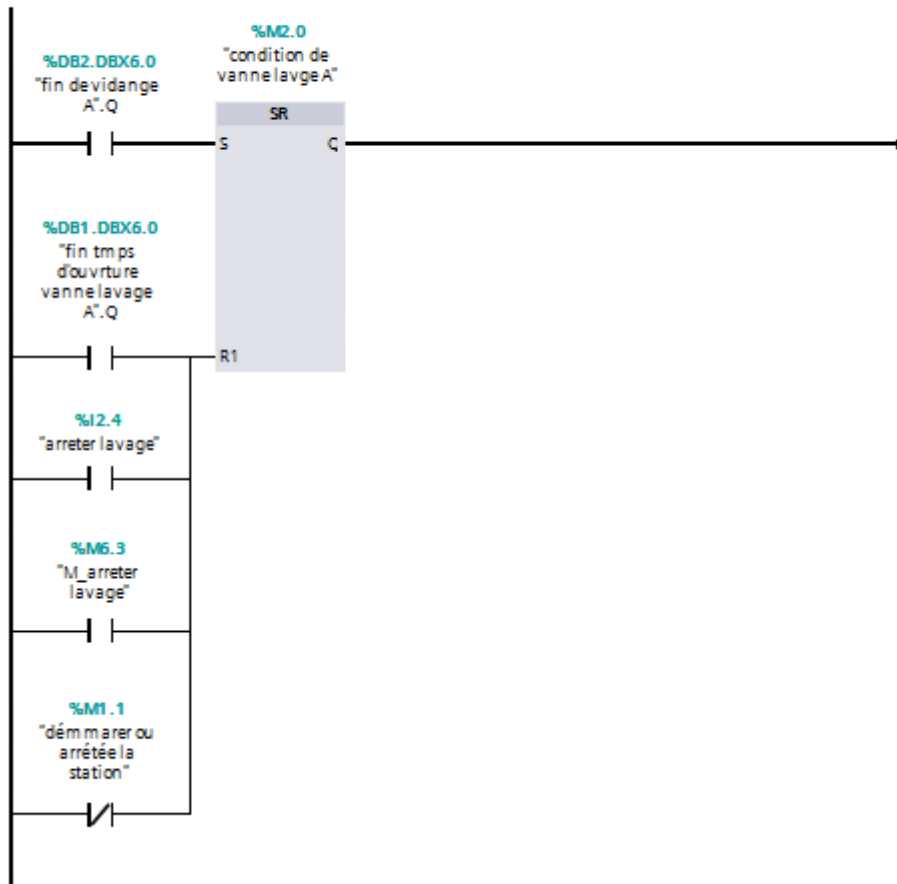 %M2.0
"condition de
vanne lavge A"
%DB2.DBX6.0
"fin de vidange
A".Q
SR
S
Q
%DB1.DBX6.0
"fin tmps
d'ouvrture
vanne lavage
A".Q
R1
%I2.4
"arreter lavage"
%M6.3
"M_arreter
lavage"
%M1.1
"démmarer ou
arrétée la
station"